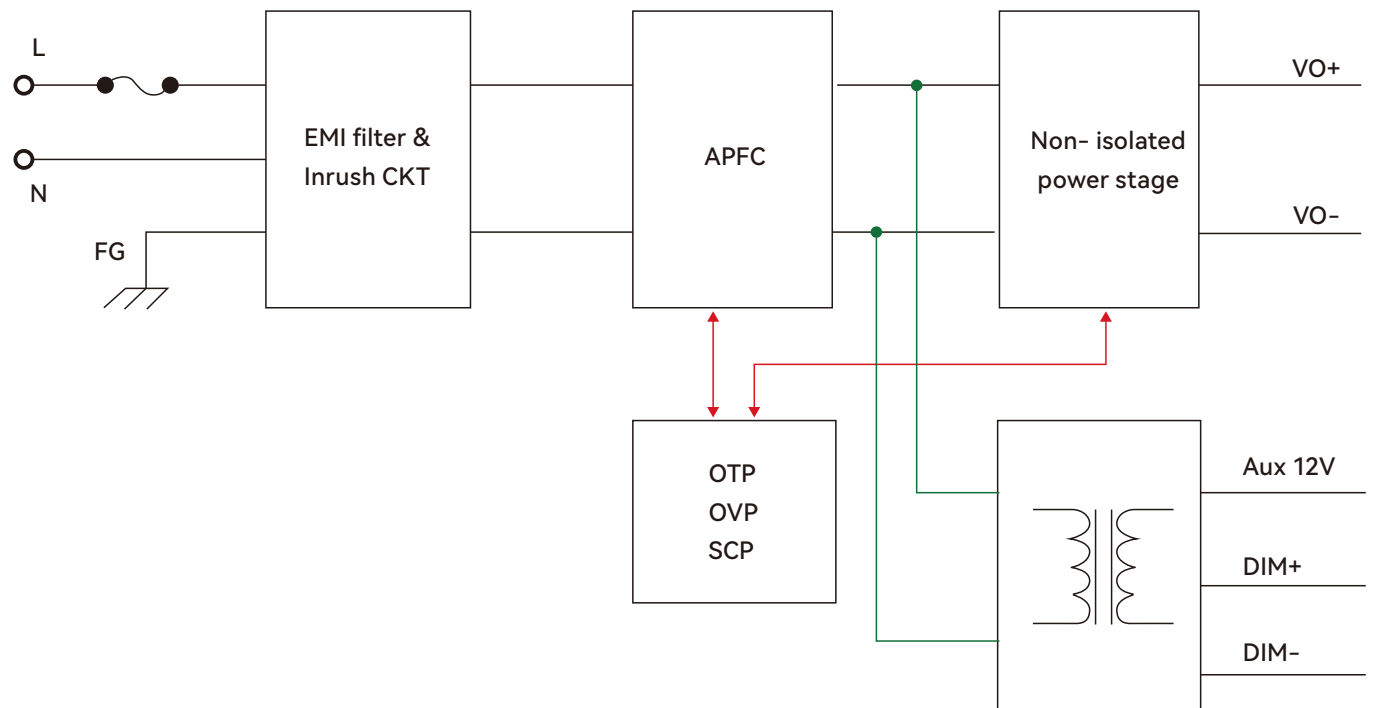 L
N
FG
EMI filter &
Inrush CKT
APFC
Non- isolated
power stage
VO+
VO-
OTP
OVP
SCP
Aux 12V
DIM+
DIM-